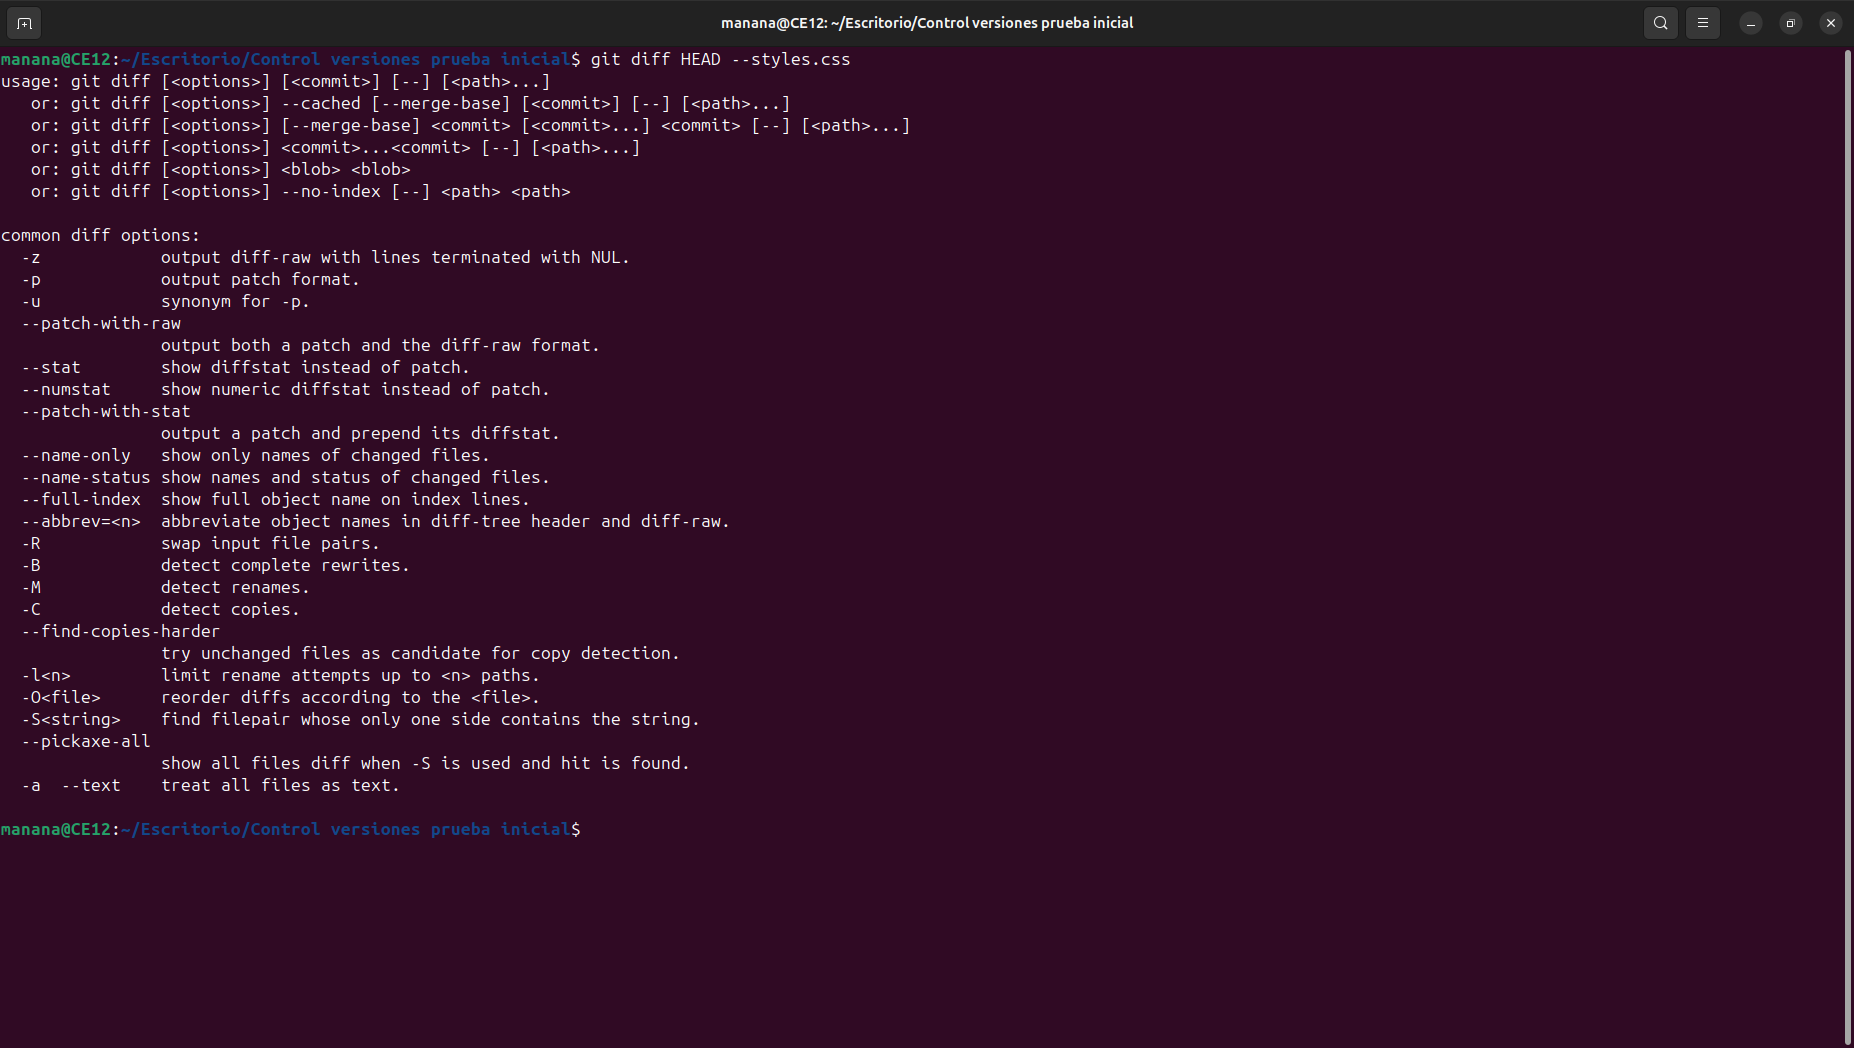 manana@CE12: ~/Escritorio/Control versiones prueba inicial
manana@CE12:~/Escritorio/Control versiones prueba inicial$ git diff HEAD --styles.css
usage: git diff [<options>] [<commit>] [--] [<path>...]
   or: git diff [<options>] --cached [--merge-base] [<commit>] [--] [<path>...]
   or: git diff [<options>] [--merge-base] <commit> [<commit>...] <commit> [--] [<path>...]
   or: git diff [<options>] <commit>...<commit> [--] [<path>...]
   or: git diff [<options>] <blob> <blob>
   or: git diff [<options>] --no-index [--] <path> <path>

common diff options:
  -z            output diff-raw with lines terminated with NUL.
  -p            output patch format.
  -u            synonym for -p.
  --patch-with-raw
                output both a patch and the diff-raw format.
  --stat        show diffstat instead of patch.
  --numstat     show numeric diffstat instead of patch.
  --patch-with-stat
                output a patch and prepend its diffstat.
  --name-only   show only names of changed files.
  --name-status show names and status of changed files.
  --full-index  show full object name on index lines.
  --abbrev=<n>  abbreviate object names in diff-tree header and diff-raw.
  -R            swap input file pairs.
  -B            detect complete rewrites.
  -M            detect renames.
  -C            detect copies.
  --find-copies-harder
                try unchanged files as candidate for copy detection.
  -l<n>         limit rename attempts up to <n> paths.
  -O<file>      reorder diffs according to the <file>.
  -S<string>    find filepair whose only one side contains the string.
  --pickaxe-all
                show all files diff when -S is used and hit is found.
  -a  --text    treat all files as text.

manana@CE12:~/Escritorio/Control versiones prueba inicial$